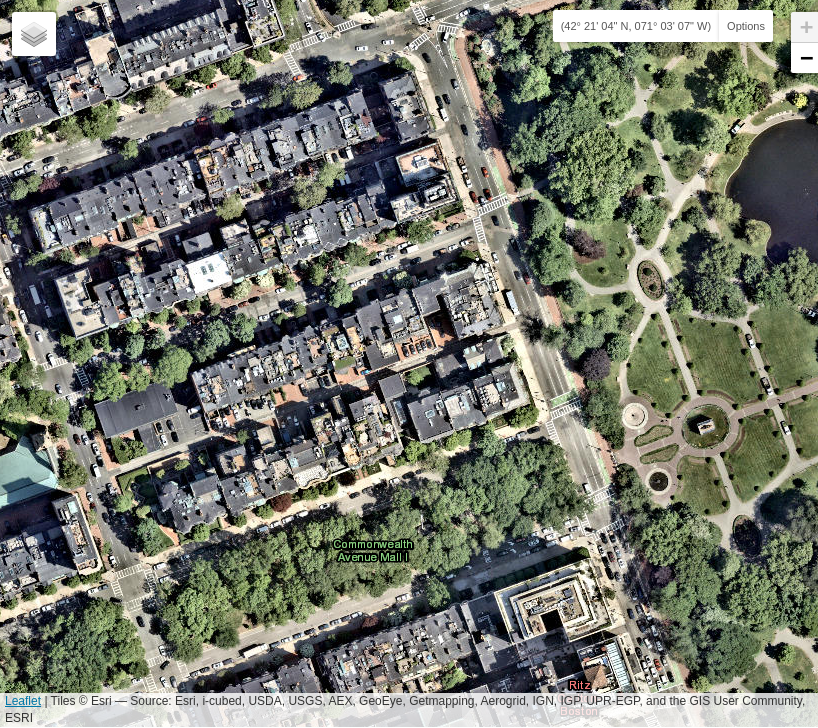 (42° 21' 04" N, 071° 03' 07" W) Options
+
−
Commonwealth
Avenue Mall I
Ritz
Boston
Leaflet | Tiles © Esri — Source: Esri, i-cubed, USDA, USGS, AEX, GeoEye, Getmapping, Aerogrid, IGN, IGP, UPR-EGP, and the GIS User Community,
ESRI